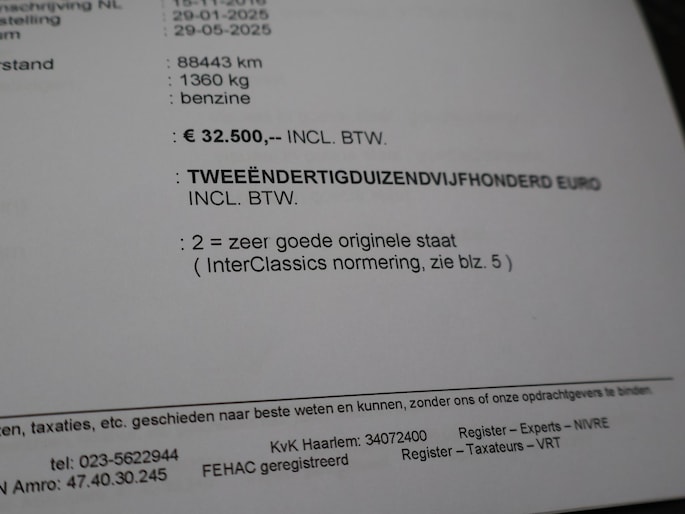 nschrijving NL : 15-11-2016
stelling : 29-01-2025
um : 29-05-2025
rstand : 88443 km
: 1360 kg
: benzine
: € 32.500,-- INCL. BTW.
: TWEEËNDERTIGDUIZENDVIJFHONDERD EURO
INCL. BTW.
: 2 = zeer goede originele staat
( InterClassics normering, zie blz. 5 )
ten, taxaties, etc. geschieden naar beste weten en kunnen, zonder ons of onze opdrachtgevers te binden.
tel: 023-5622944 KvK Haarlem: 34072400 Register – Experts – NIVRE
N Amro: 47.40.30.245 FEHAC geregistreerd Register – Taxateurs – VRT